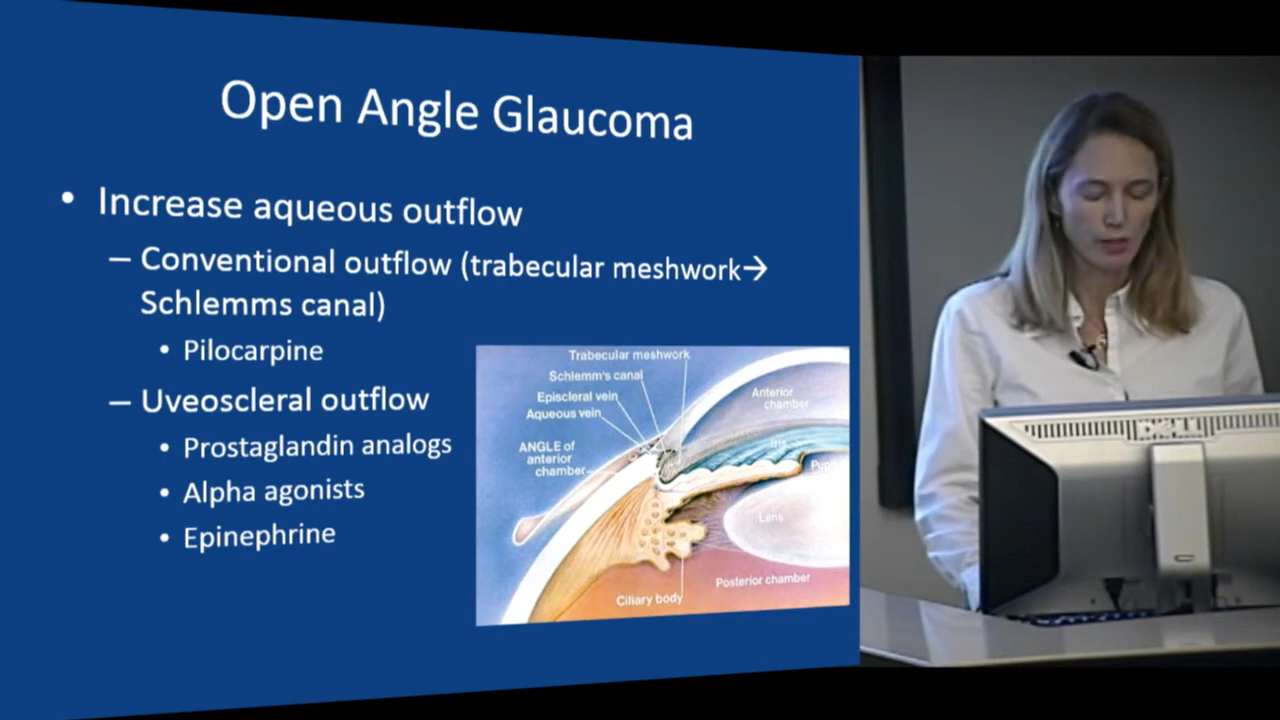 Open Angle Glaucoma
• Increase aqueous outflow
– Conventional outflow (trabecular meshwork→
Schlemms canal)
• Pilocarpine
– Uveoscleral outflow
• Prostaglandin analogs
• Alpha agonists
• Epinephrine
Trabecular meshwork
Schlemm's canal
Episcleral vein
Aqueous vein
ANGLE of
anterior
chamber
Anterior
chamber
Iris
Lens
Posterior chamber
Ciliary body